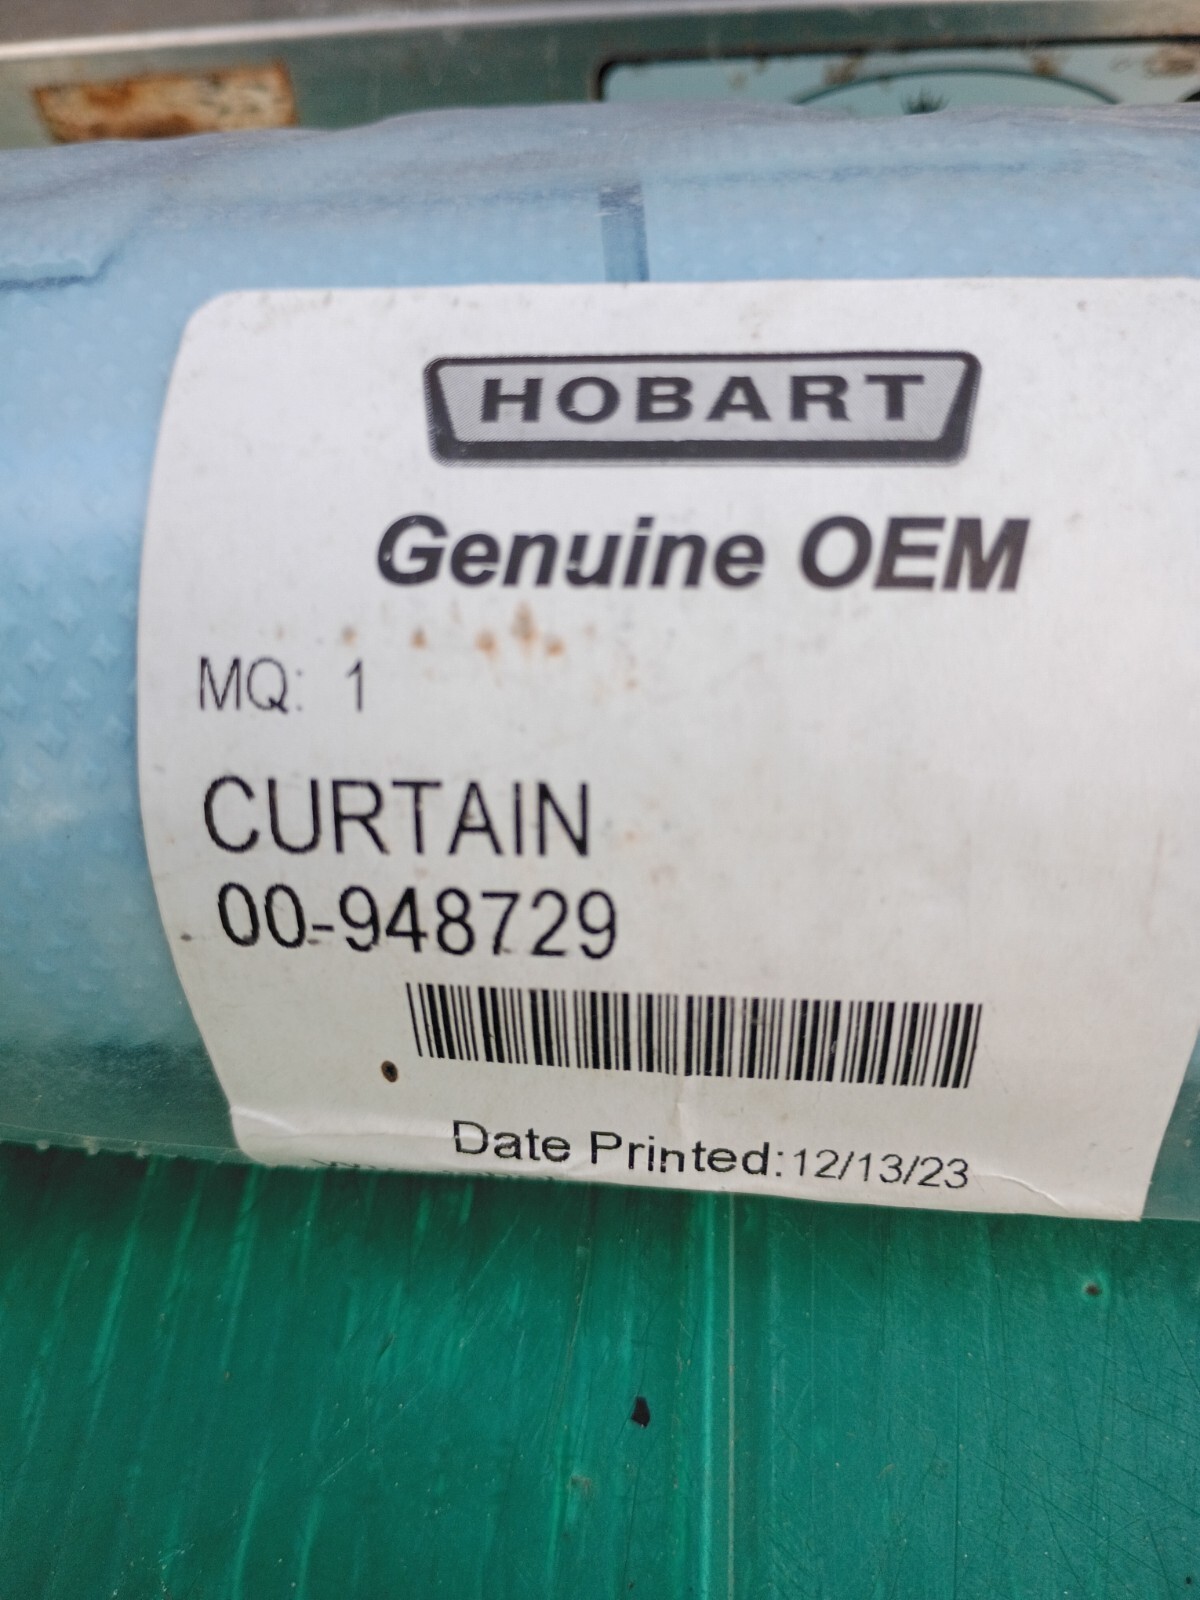 HOBART
Genuine OEM
MQ: 1
CURTAIN
00-948729
Date Printed:12/13/23